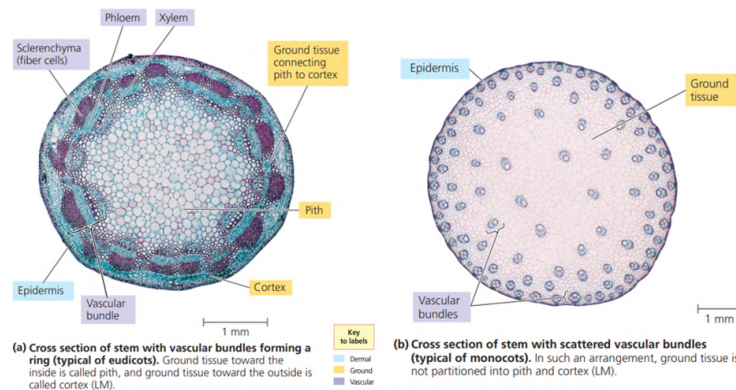 Phloem
Xylem
Sclerenchyma
(fiber cells)
Ground tissue
connecting
pith to cortex
Pith
Epidermis
Vascular
bundle
Cortex
1 mm
(a) Cross section of stem with vascular bundles forming a
ring (typical of eudicots). Ground tissue toward the
inside is called pith, and ground tissue toward the outside is
called cortex (LM).
Key
to labels
Dermal
Ground
Vascular
Epidermis
Ground
tissue
Vascular
bundles
1 mm
(b) Cross section of stem with scattered vascular bundles
(typical of monocots). In such an arrangement, ground tissue is
not partitioned into pith and cortex (LM).